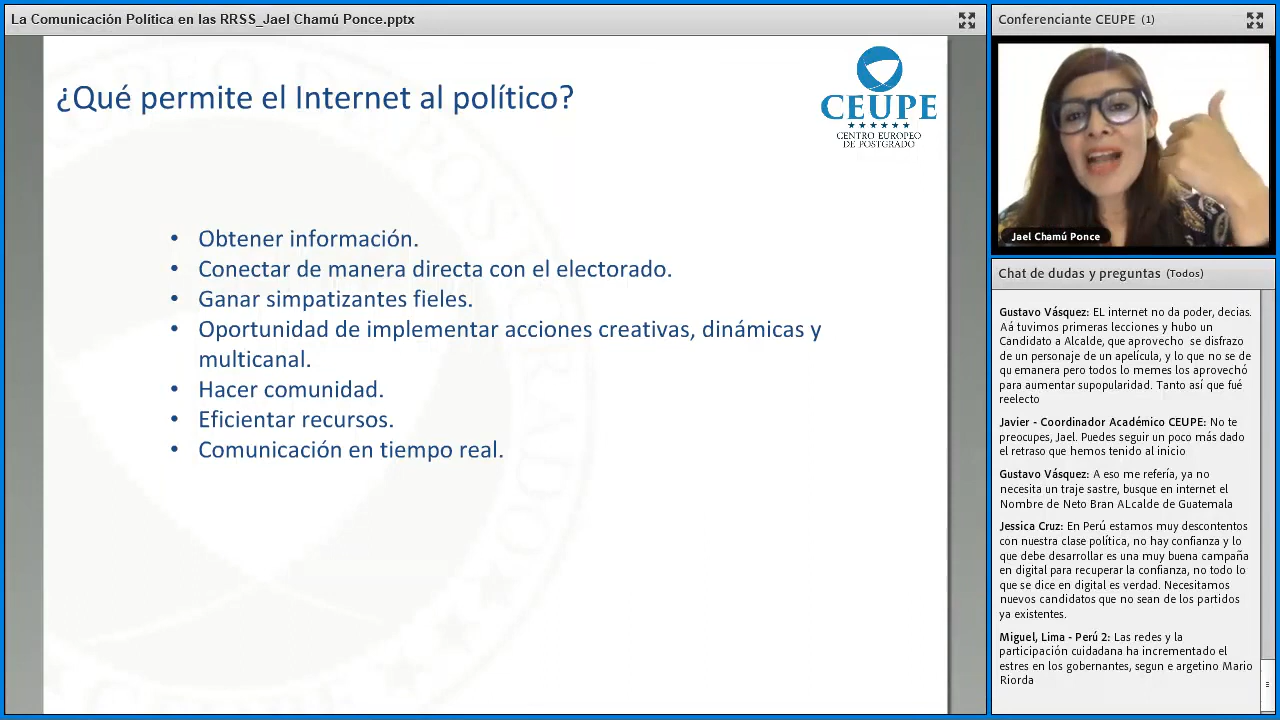 La Comunicación Política en las RRSS_Jael Chamú Ponce.pptx
¿Qué permite el Internet al político?
CEUPE
CENTRO EUROPEO
DE POSTGRADO
• Obtener información.
• Conectar de manera directa con el electorado.
• Ganar simpatizantes fieles.
• Oportunidad de implementar acciones creativas, dinámicas y
multicanal.
• Hacer comunidad.
• Eficientar recursos.
• Comunicación en tiempo real.
Conferenciante CEUPE (1)
Jael Chamú Ponce
Chat de dudas y preguntas (Todos)
Gustavo Vásquez: EL internet no da poder, decias.
Aá tuvimos primeras lecciones y hubo un
Candidato a Alcalde, que aprovecho se disfrazo
de un personaje de un apelícula, y lo que no se de
qu emanera pero todos lo memes los aprovechó
para aumentar supopularidad. Tanto así que fué
reelecto
Javier - Coordinador Académico CEUPE: No te
preocupes, Jael. Puedes seguir un poco más dado
el retraso que hemos tenido al inicio
Gustavo Vásquez: A eso me refería, ya no
necesita un traje sastre, busque en internet el
Nombre de Neto Bran ALcalde de Guatemala
Jessica Cruz: En Perú estamos muy descontentos
con nuestra clase política, no hay confianza y lo
que debe desarrollar es una muy buena campaña
en digital para recuperar la confianza, no todo lo
que se dice en digital es verdad. Necesitamos
nuevos candidatos que no sean de los partidos
ya existentes.
Miguel, Lima - Perú 2: Las redes y la
participación cuidadana ha incrementado el
estres en los gobernantes, segun e argetino Mario
Riorda